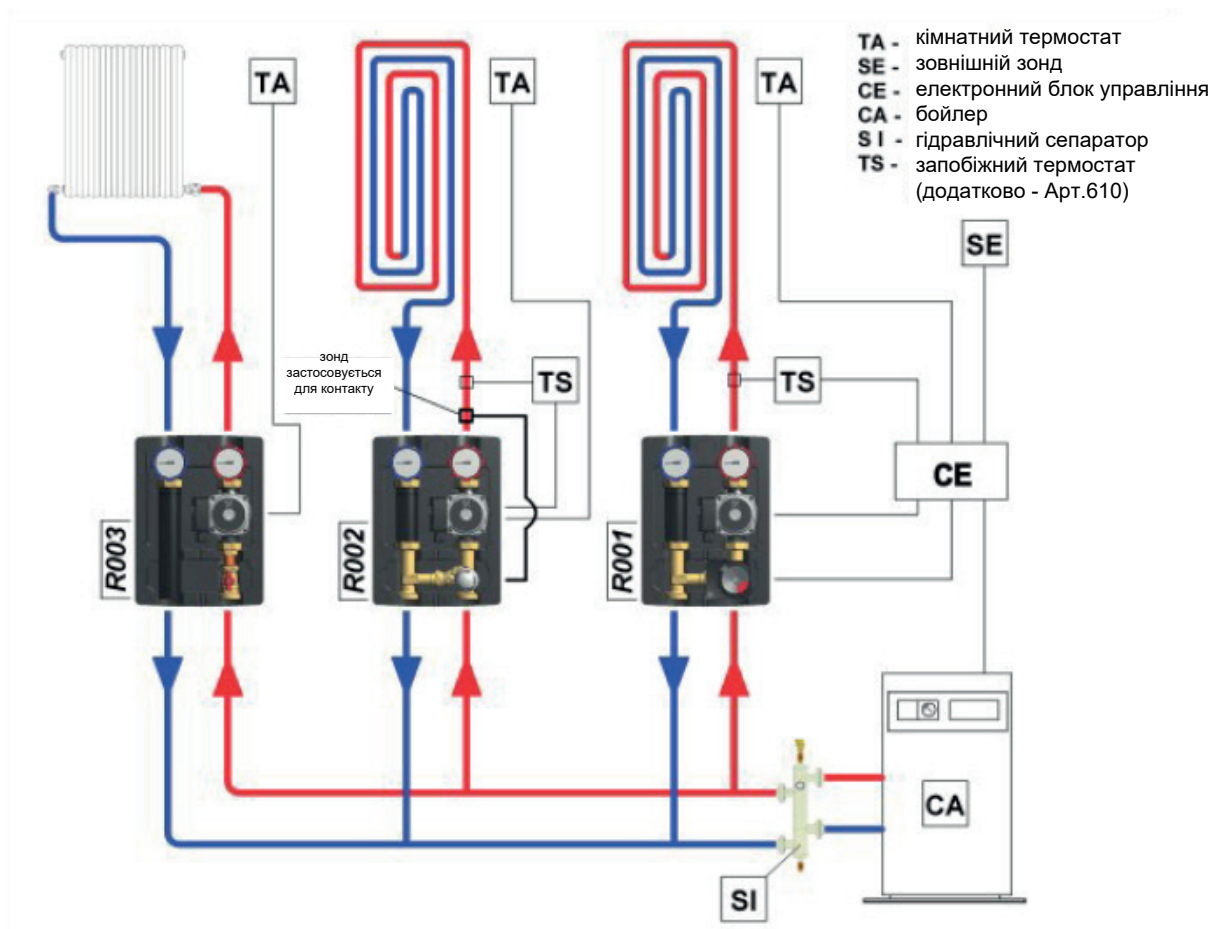 TA - кімнатний термостат
SE - зовнішній зонд
CE - електронний блок управління
CA - бойлер
S I - гідравлічний сепаратор
TS - запобіжний термостат
(додатково - Арт.610)
TA
TA
TA
SE
зонд
застосовується
для контакту
TS
TS
CE
R003
R002
R001
CA
SI